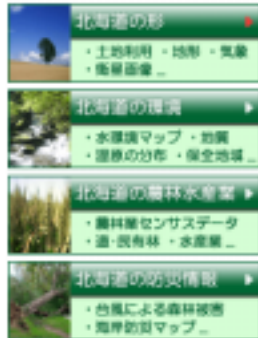 北海道の形
・土地利用 ・地形 ・気象
・衛星画像 ...
北海道の環境
・水環境マップ ・地質
・湿原の分布 ・保全地域 ...
北海道の農林水産業
・農林業センサスデータ
・道・民有林 ・水産業 ...
北海道の防災情報
・台風による森林被害
・海岸防災マップ ...